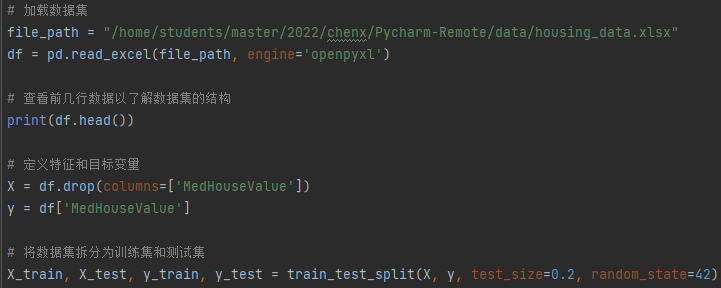 # 加载数据集
file_path = "/home/students/master/2022/chenx/Pycharm-Remote/data/housing_data.xlsx"
df = pd.read_excel(file_path, engine='openpyxl')
# 查看前几行数据以了解数据集的结构
print(df.head())
# 定义特征和目标变量
X = df.drop(columns=['MedHouseValue'])
y = df['MedHouseValue']
# 将数据集拆分为训练集和测试集
X_train, X_test, y_train, y_test = train_test_split(X, y, test_size=0.2, random_state=42)